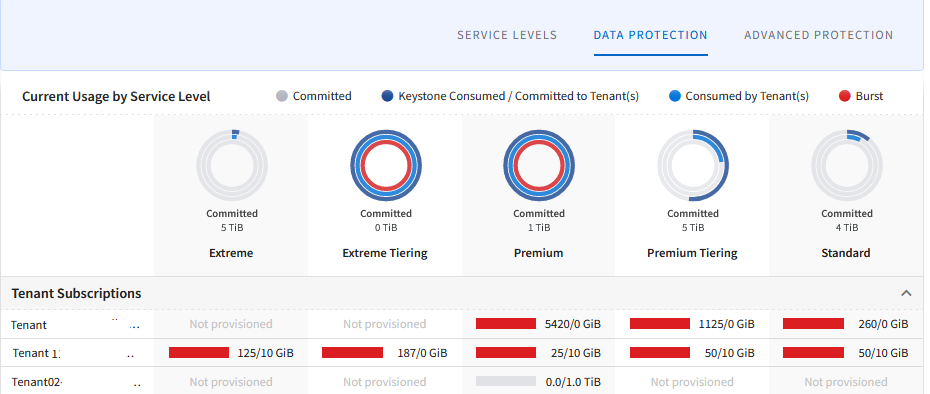 SERVICE LEVELS DATA PROTECTION ADVANCED PROTECTION
Current Usage by Service Level Committed Keystone Consumed / Committed to Tenant(s) Consumed by Tenant(s) Burst
Committed Committed Committed Committed Committed
5 TiB 0 TiB 1 TiB 5 TiB 4 TiB
Extreme Extreme Tiering Premium Premium Tiering Standard
Tenant Subscriptions
Tenant ... Not provisioned Not provisioned 5420/0 GiB 1125/0 GiB 260/0 GiB
Tenant 1 .. 125/10 GiB 187/0 GiB 25/10 GiB 50/10 GiB 50/10 GiB
Tenant02 .. Not provisioned Not provisioned 0.0/1.0 TiB Not provisioned Not provisioned